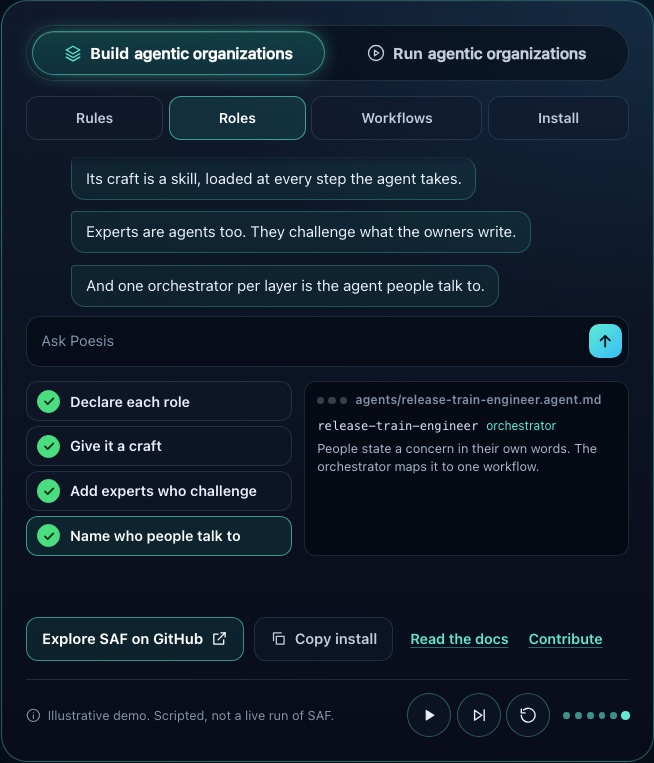 Build agentic organizations
Run agentic organizations
Rules
Roles
Workflows
Install
Its craft is a skill, loaded at every step the agent takes.
Experts are agents too. They challenge what the owners write.
And one orchestrator per layer is the agent people talk to.
Ask Poesis
Declare each role
Give it a craft
Add experts who challenge
Name who people talk to
agents/release-train-engineer.agent.md
release-train-engineer orchestrator
People state a concern in their own words. The
orchestrator maps it to one workflow.
Explore SAF on GitHub
Copy install
Read the docs
Contribute
Illustrative demo. Scripted, not a live run of SAF.